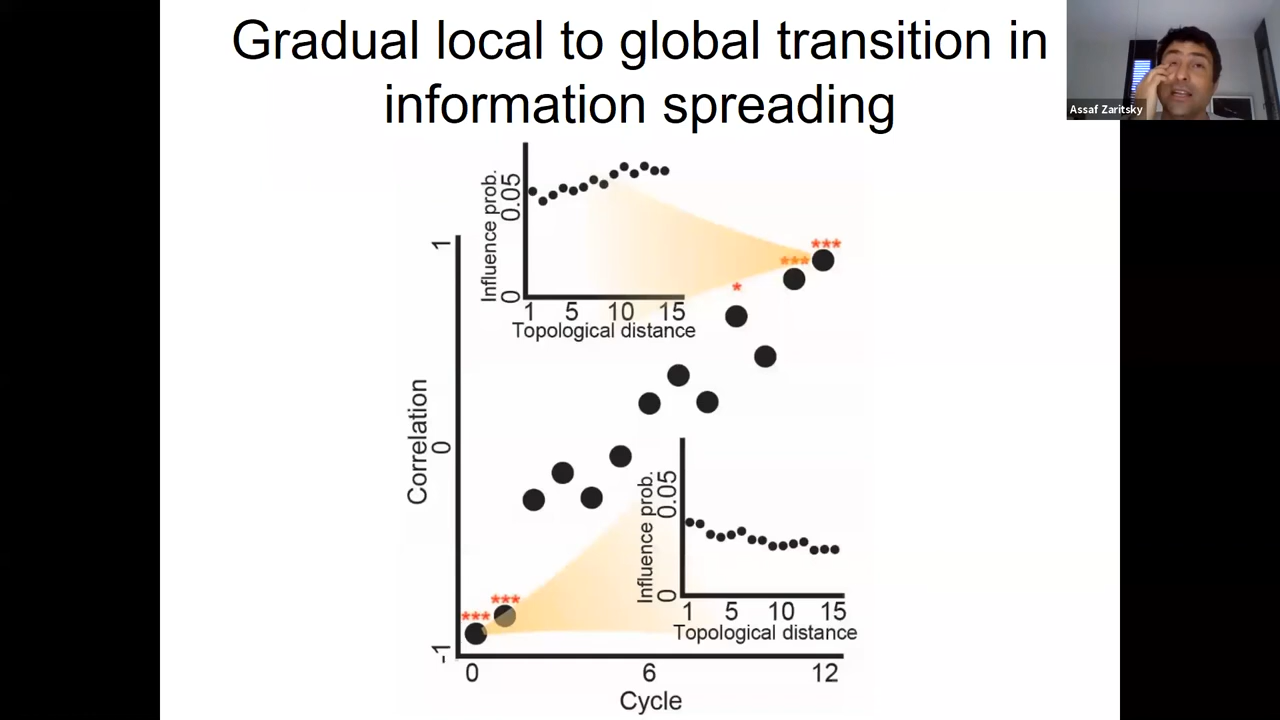 Gradual local to global transition in
information spreading
Assaf Zaritsky
Influence prob.
0.05
0
1 5 10 15
Topological distance
Correlation
1
0
-1
***
***
*
***
***
Influence prob.
0.05
0
1 5 10 15
Topological distance
0 6 12
Cycle